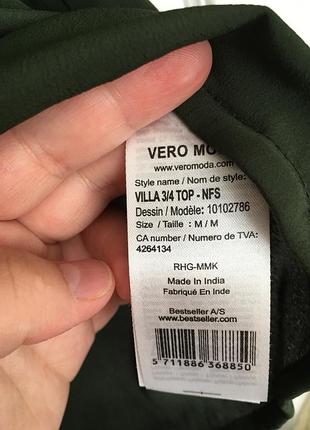 VERO MO
www.veromoda.com
Style name / Nom de style:
VILLA 3/4 TOP - NFS
Dessin / Modèle: 10102786
Size / Taille : M / M
CA number / Numero de TVA:
4264134
RHG-MMK
Made In India
Fabriqué En Inde
Bestseller A/S
www.bestseller.com
5 711886 368850